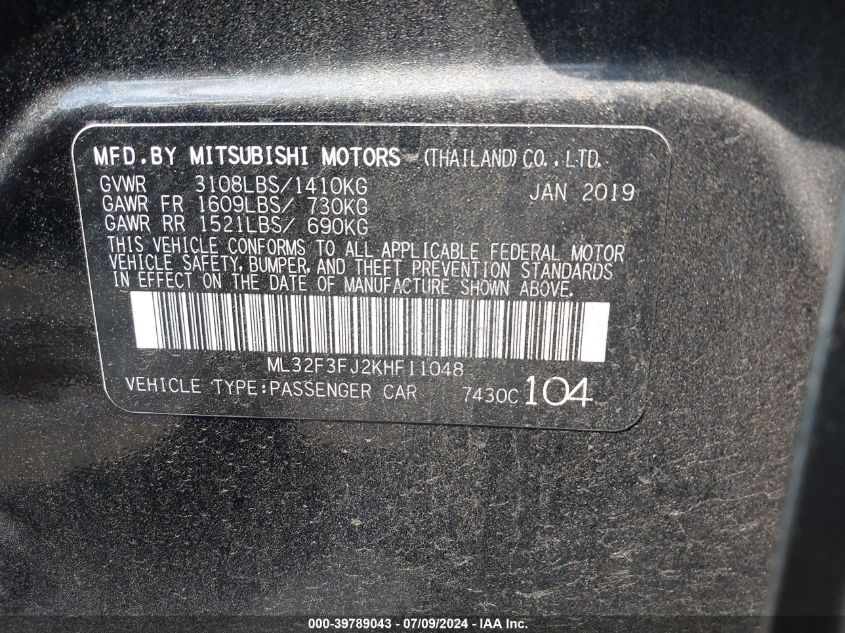 MFD.BY MITSUBISHI MOTORS (THAILAND) CO.,LTD.
GVWR 3108LBS/1410KG JAN 2019
GAWR FR 1609LBS/ 730KG
GAWR RR 1521LBS/ 690KG
THIS VEHICLE CONFORMS TO ALL APPLICABLE FEDERAL MOTOR
VEHICLE SAFETY, BUMPER, AND THEFT PREVENTION STANDARDS
IN EFFECT ON THE DATE OF MANUFACTURE SHOWN ABOVE.
ML32F3FJ2KHF11048
VEHICLE TYPE:PASSENGER CAR 7430C 104
000-39789043 / 07/09/2024 - IAA Inc.